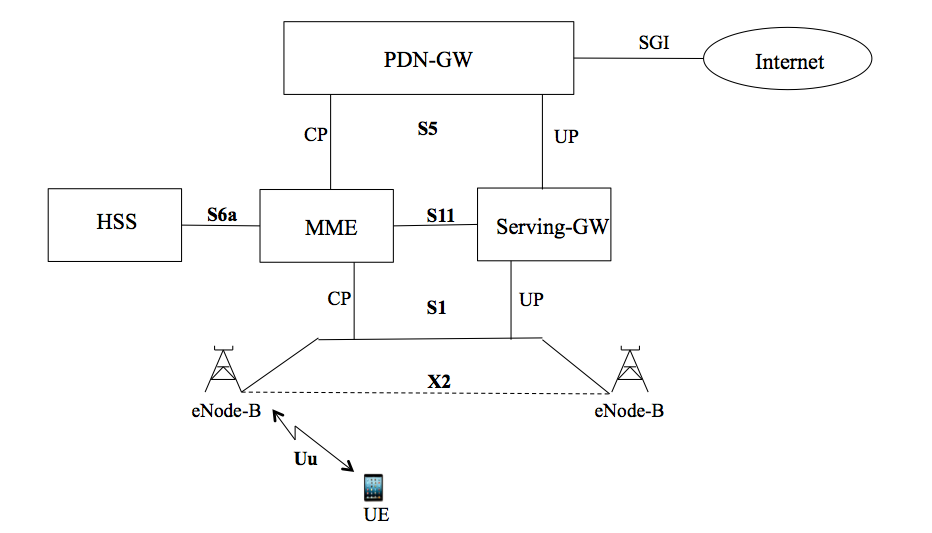 SGI
PDN-GW
Internet
CP
S5
UP
HSS
S6a
MME
S11
Serving-GW
CP
S1
UP
X2
eNode-B
eNode-B
Uu
UE